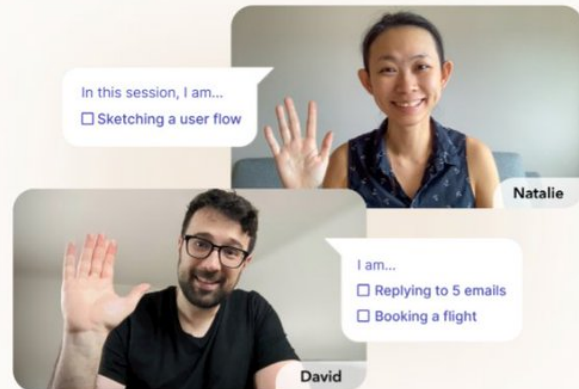 In this session, I am...
Sketching a user flow
Natalie
I am...
Replying to 5 emails
Booking a flight
David